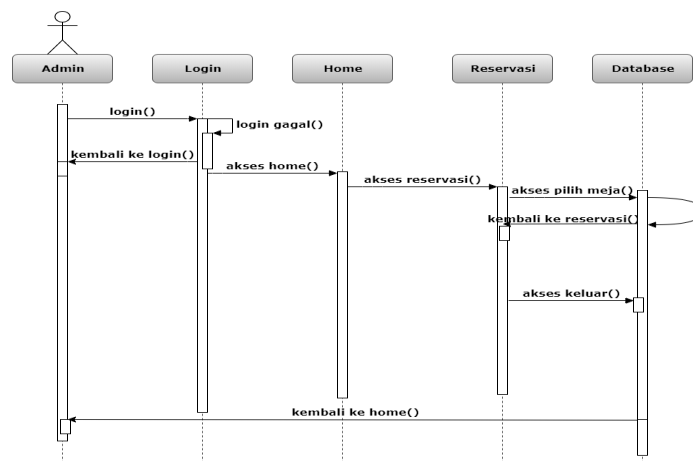 Admin
Login
Home
Reservasi
Database
login()
login gagal()
kembali ke login()
akses home()
akses reservasi()
akses pilih meja()
kembali ke reservasi()
akses keluar()
kembali ke home()